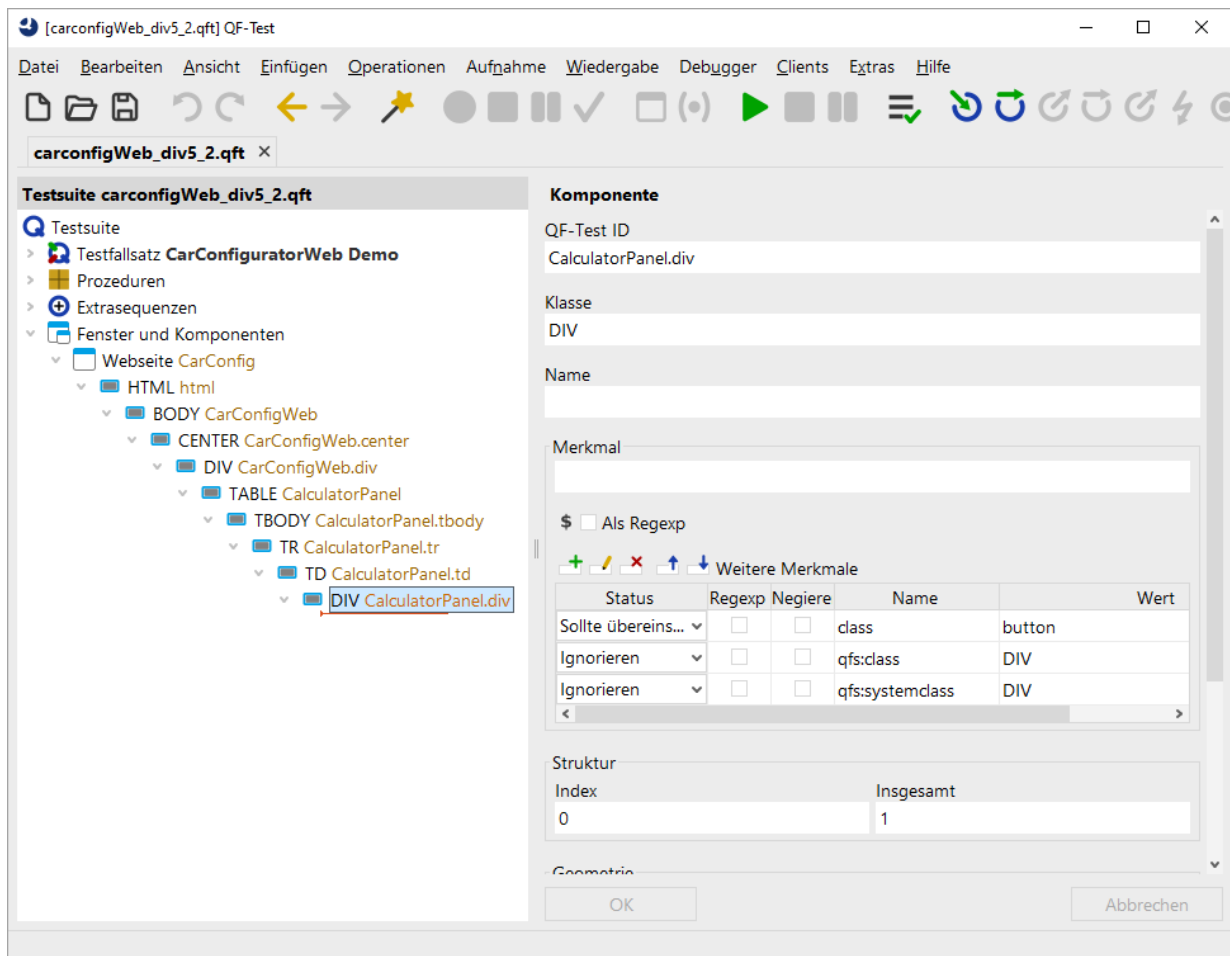 [carconfigWeb_div5_2.qft] QF-Test
Datei Bearbeiten Ansicht Einfügen Operationen Aufnahme Wiedergabe Debugger Clients Extras Hilfe
carconfigWeb_div5_2.qft
Testsuite carconfigWeb_div5_2.qft
Testsuite
Testfallsatz CarConfiguratorWeb Demo
Prozeduren
Extrasequenzen
Fenster und Komponenten
Webseite CarConfig
HTML html
BODY CarConfigWeb
CENTER CarConfigWeb.center
DIV CarConfigWeb.div
TABLE CalculatorPanel
TBODY CalculatorPanel.tbody
TR CalculatorPanel.tr
TD CalculatorPanel.td
DIV CalculatorPanel.div
Komponente
QF-Test ID
CalculatorPanel.div
Klasse
DIV
Name
Merkmal
$ Als Regexp
Weitere Merkmale
Status Regexp Negiere Name Wert
Sollte übereins... class button
Ignorieren qfs:class DIV
Ignorieren qfs:systemclass DIV
Struktur
Index Insgesamt
0 1
Geometrie
OK Abbrechen